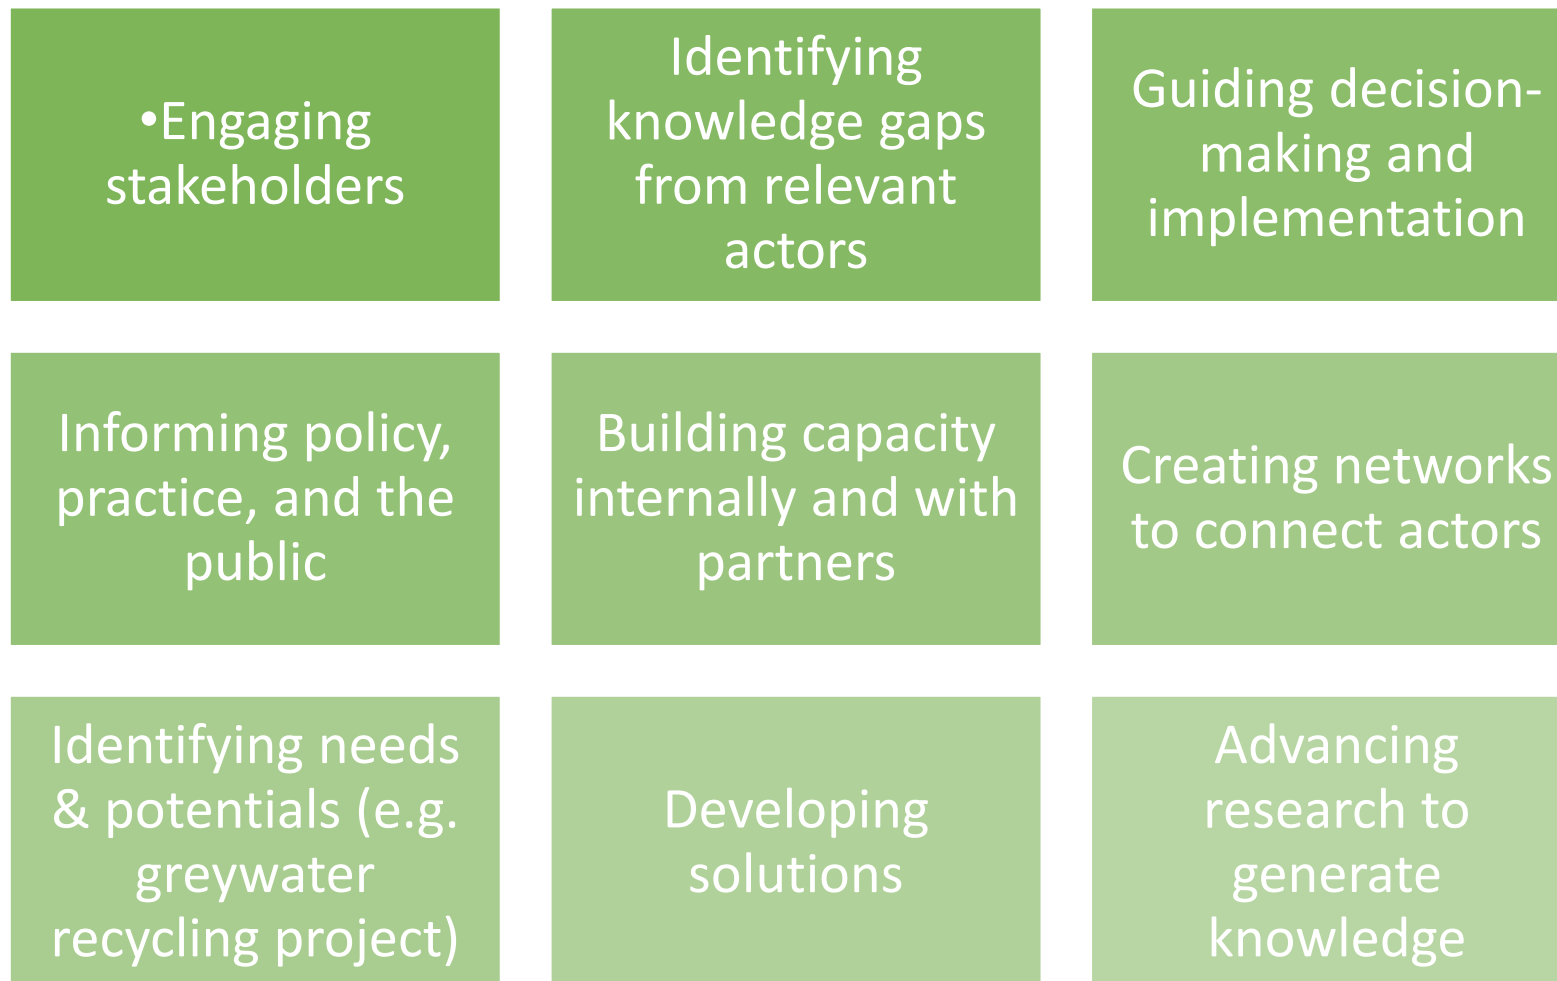 •Engaging
stakeholders
Identifying
knowledge gaps
from relevant
actors
Guiding decision-
making and
implementation
Informing policy,
practice, and the
public
Building capacity
internally and with
partners
Creating networks
to connect actors
Identifying needs
& potentials (e.g.
greywater
recycling project)
Developing
solutions
Advancing
research to
generate
knowledge